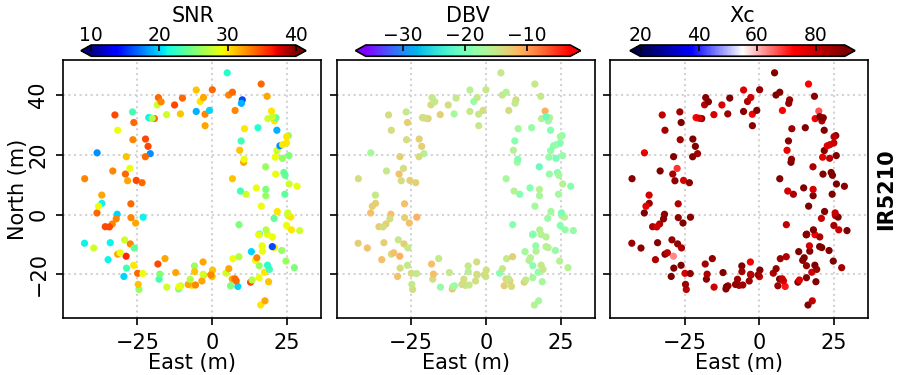 SNR DBV Xc
10 20 30 40 −30 −20 −10 20 40 60 80
40
20
0
−20
North (m)
IR5210
−25 0 25 −25 0 25 −25 0 25
East (m) East (m) East (m)